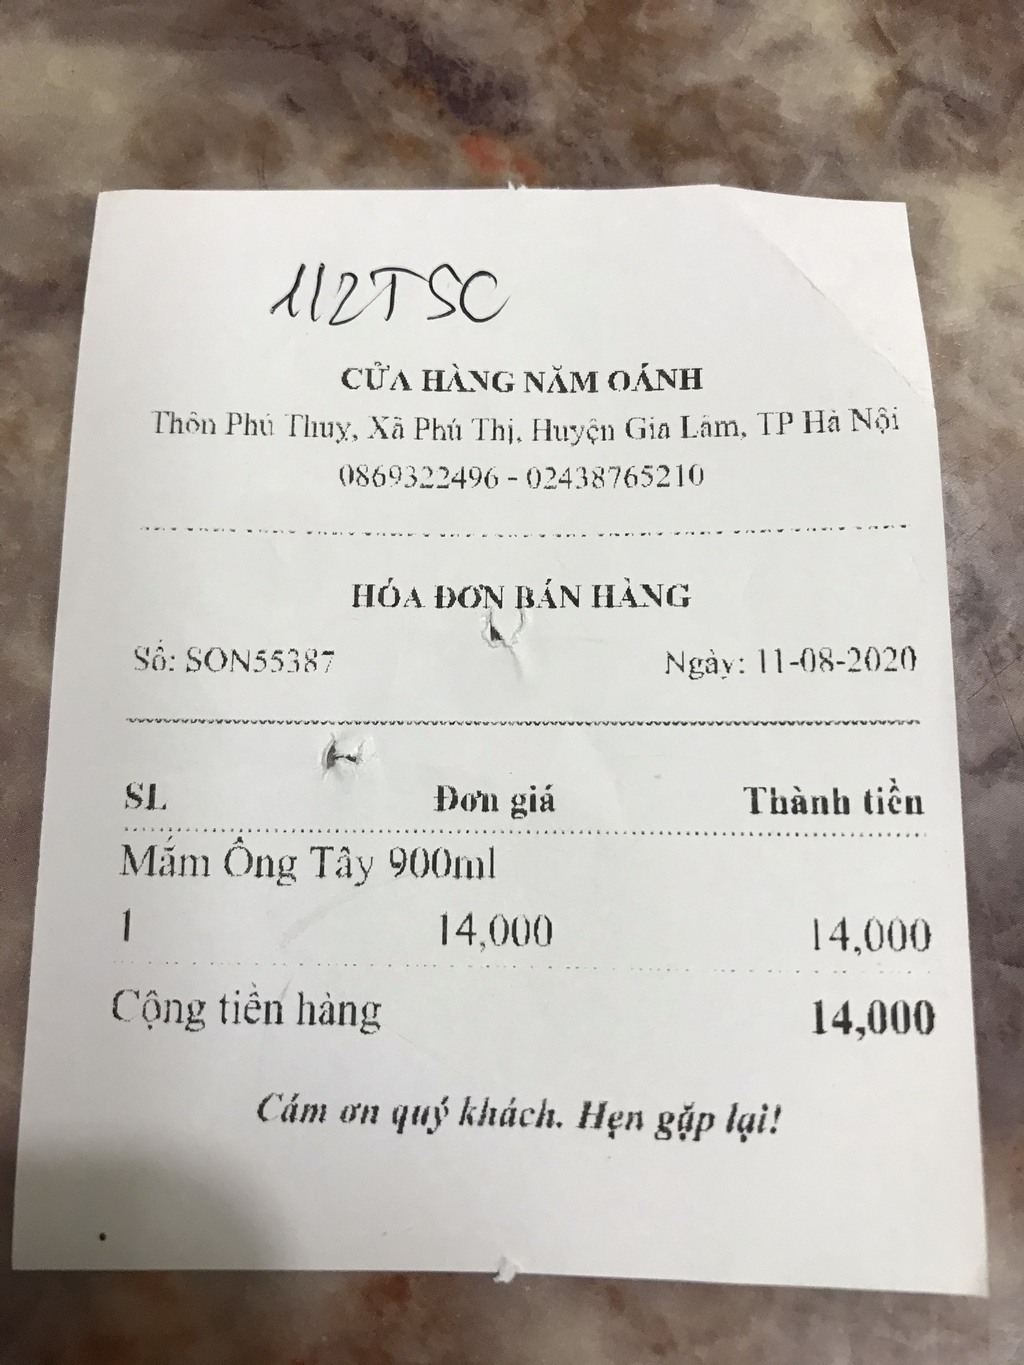 112TSC
CỬA HÀNG NĂM OÁNH
Thôn Phú Thuy, Xã Phú Thị, Huyện Gia Lâm, TP Hà Nội
0869322496 - 02438765210
HÓA ĐƠN BÁN HÀNG
Số: SON55387 Ngày: 11-08-2020
SL Đơn giá Thành tiền
Mắm Ông Tây 900ml
1 14,000 14,000
Cộng tiền hàng 14,000
Cám ơn quý khách. Hẹn gặp lại!